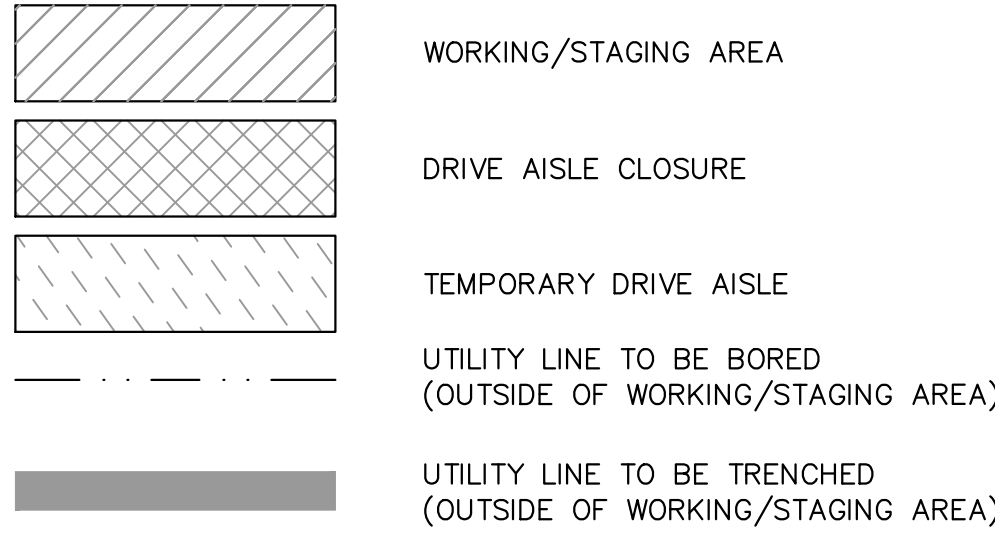 WORKING/STAGING AREA
DRIVE AISLE CLOSURE
TEMPORARY DRIVE AISLE
UTILITY LINE TO BE BORED
(OUTSIDE OF WORKING/STAGING AREA)
UTILITY LINE TO BE TRENCHED
(OUTSIDE OF WORKING/STAGING AREA)